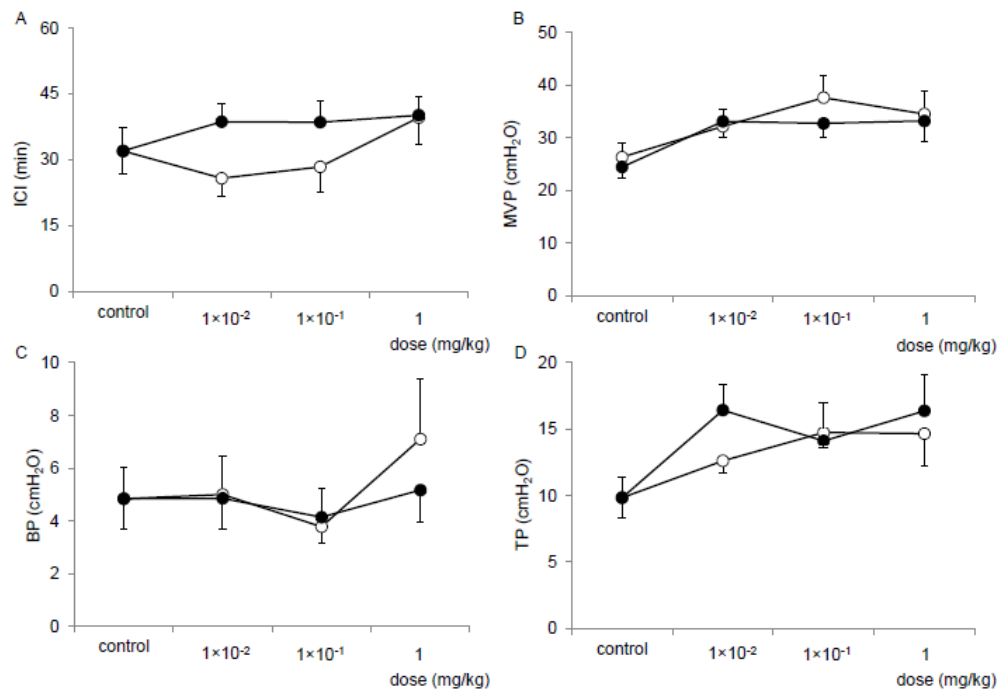 A
ICI (min)
60
45
30
15
0
control
1×10⁻²
1×10⁻¹
1
dose (mg/kg)
B
MVP (cmH₂O)
50
40
30
20
10
0
control
1×10⁻²
1×10⁻¹
1
dose (mg/kg)
C
BP (cmH₂O)
10
8
6
4
2
0
control
1×10⁻²
1×10⁻¹
1
dose (mg/kg)
D
TP (cmH₂O)
20
15
10
5
0
control
1×10⁻²
1×10⁻¹
1
dose (mg/kg)